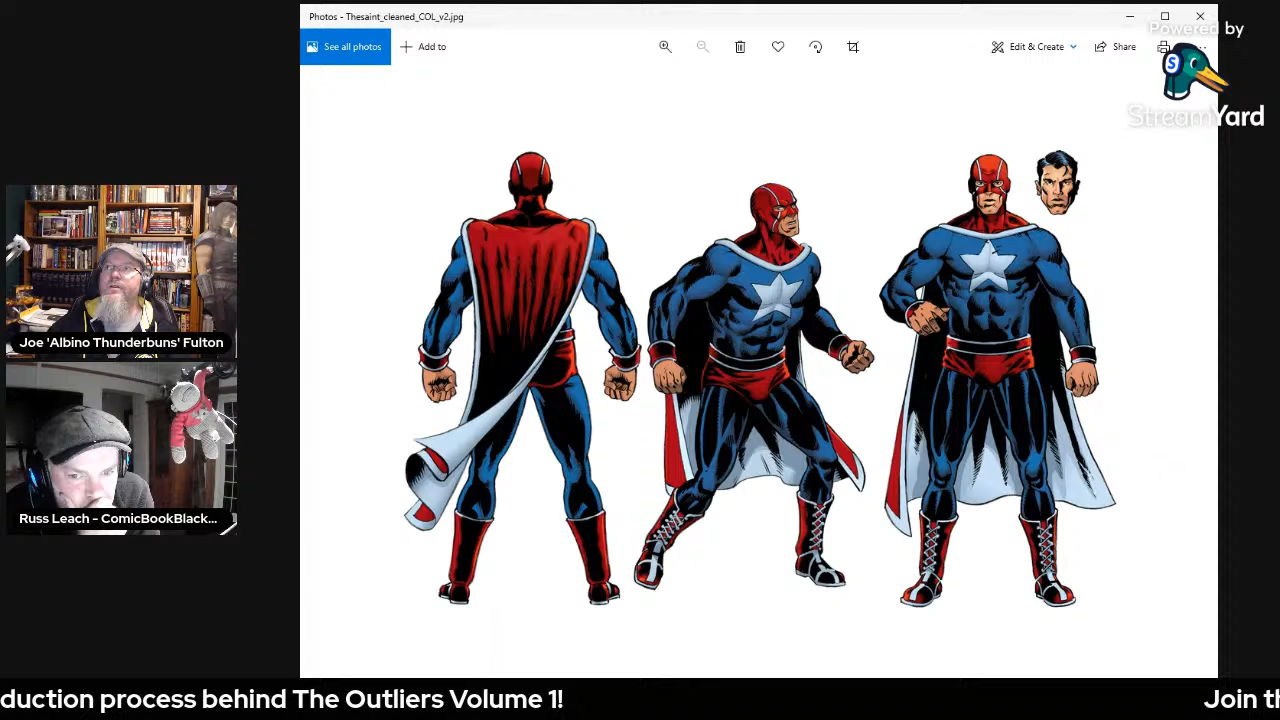 Photos - Thesaint_cleaned_COL_v2.jpg
See all photos
Add to
Edit & Create
Share
Powered by
S
StreamYard
Joe 'Albino Thunderbuns' Fulton
Russ Leach - ComicBookBlack...
duction process behind The Outliers Volume 1!
Join th